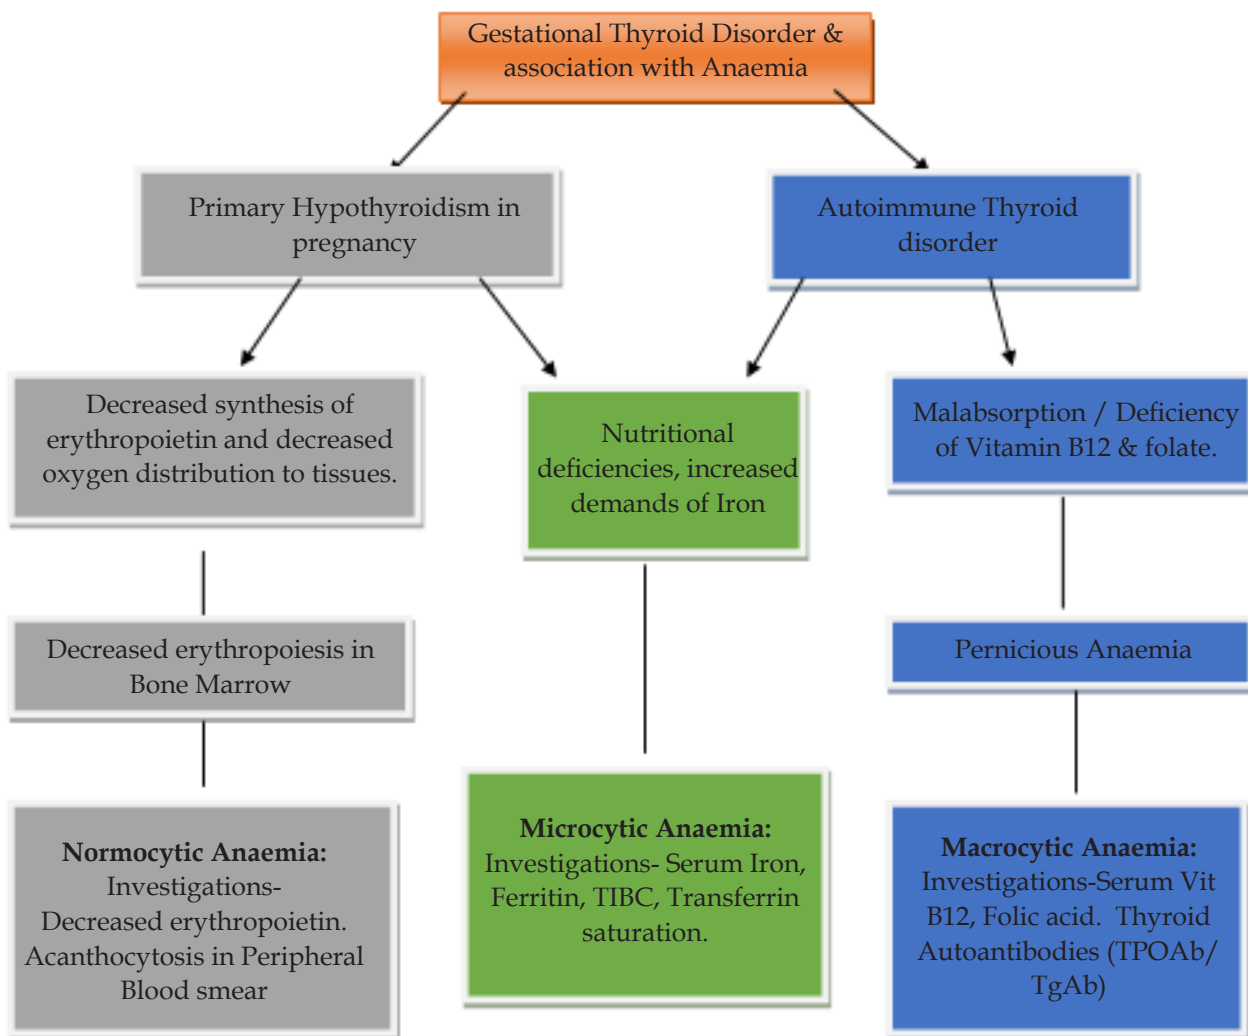 Gestational Thyroid Disorder &
association with Anaemia
Primary Hypothyroidism in
pregnancy
Autoimmune Thyroid
disorder
Decreased synthesis of
erythropoietin and decreased
oxygen distribution to tissues.
Nutritional
deficiencies, increased
demands of Iron
Malabsorption / Deficiency
of Vitamin B12 & folate.
Decreased erythropoiesis in
Bone Marrow
Pernicious Anaemia
Normocytic Anaemia:
Investigations-
Decreased erythropoietin.
Acanthocytosis in Peripheral
Blood smear
Microcytic Anaemia:
Investigations- Serum Iron,
Ferritin, TIBC, Transferrin
saturation.
Macrocytic Anaemia:
Investigations-Serum Vit
B12, Folic acid.  Thyroid
Autoantibodies (TPOAb/
TgAb)